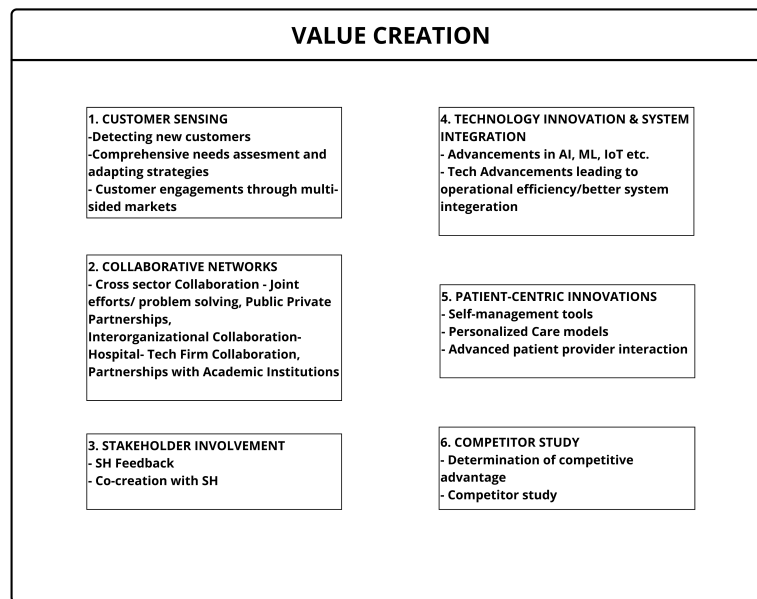 VALUE CREATION
1. CUSTOMER SENSING
-Detecting new customers
-Comprehensive needs assesment and
adapting strategies
- Customer engagements through multi-
sided markets
2. COLLABORATIVE NETWORKS
- Cross sector Collaboration - Joint
efforts/ problem solving, Public Private
Partnerships,
Interorganizational Collaboration-
Hospital- Tech Firm Collaboration,
Partnerships with Academic Institutions
3. STAKEHOLDER INVOLVEMENT
- SH Feedback
- Co-creation with SH
4. TECHNOLOGY INNOVATION & SYSTEM
INTEGRATION
- Advancements in AI, ML, IoT etc.
- Tech Advancements leading to
operational efficiency/better system
integeration
5. PATIENT-CENTRIC INNOVATIONS
- Self-management tools
- Personalized Care models
- Advanced patient provider interaction
6. COMPETITOR STUDY
- Determination of competitive
advantage
- Competitor study